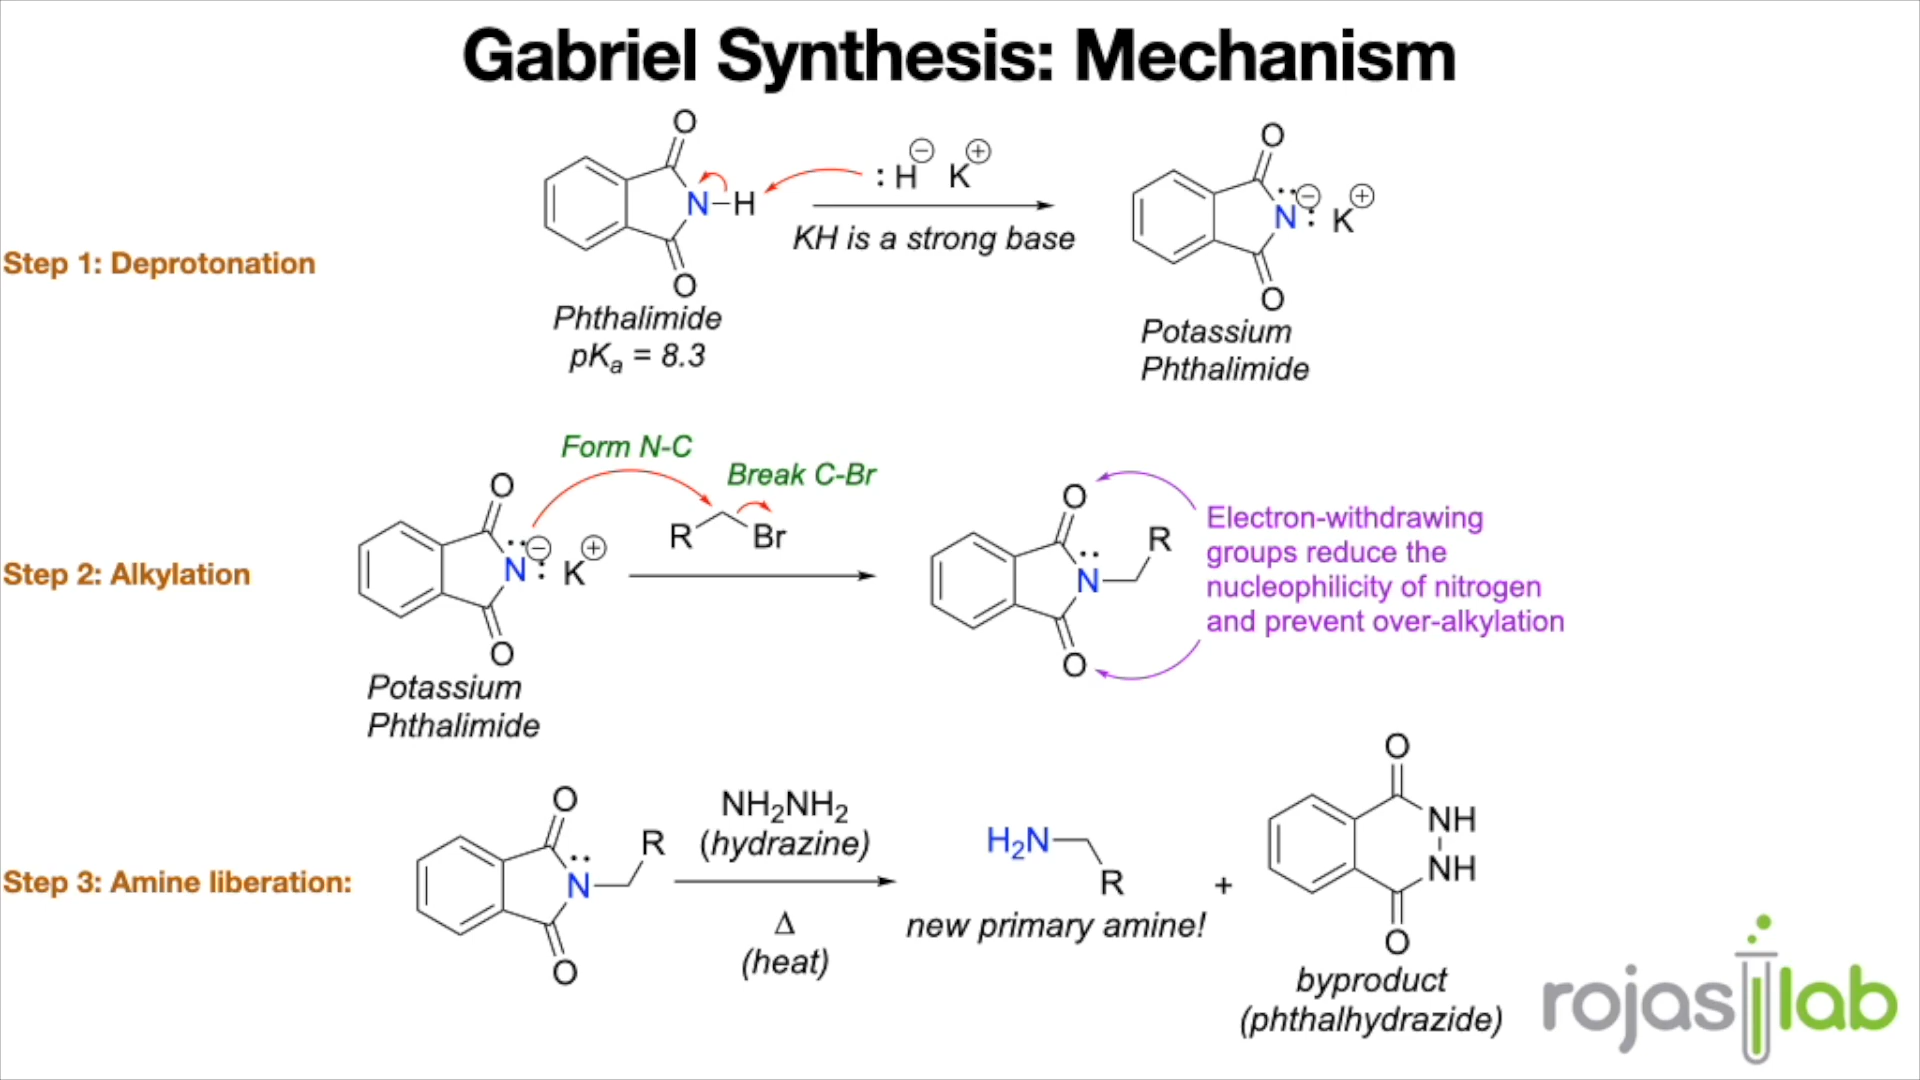 Gabriel Synthesis: Mechanism
Step 1: Deprotonation
O
N-H
O
Phthalimide
pKa = 8.3
:H⊖ K⊕
KH is a strong base
O
N:⊖ K⊕
O
Potassium
Phthalimide
Step 2: Alkylation
O
N:⊖ K⊕
O
Potassium
Phthalimide
Form N-C
Break C-Br
R Br
O
N R
O
Electron-withdrawing
groups reduce the
nucleophilicity of nitrogen
and prevent over-alkylation
Step 3: Amine liberation:
O
N R
O
NH2NH2
(hydrazine)
Δ
(heat)
H2N
R
new primary amine!
+
O
NH
NH
O
byproduct
(phthalhydrazide)
rojaslab